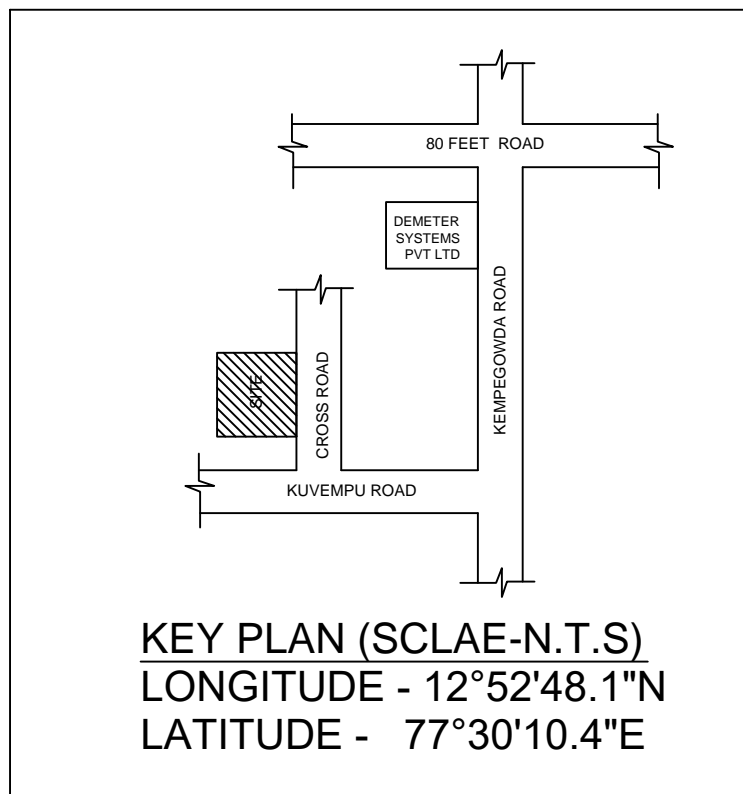 80 FEET ROAD
DEMETER
SYSTEMS
PVT LTD
KEMPEGOWDA ROAD
SITE
CROSS ROAD
KUVEMPU ROAD
KEY PLAN (SCLAE-N.T.S)
LONGITUDE - 12°52'48.1"N
LATITUDE - 77°30'10.4"E